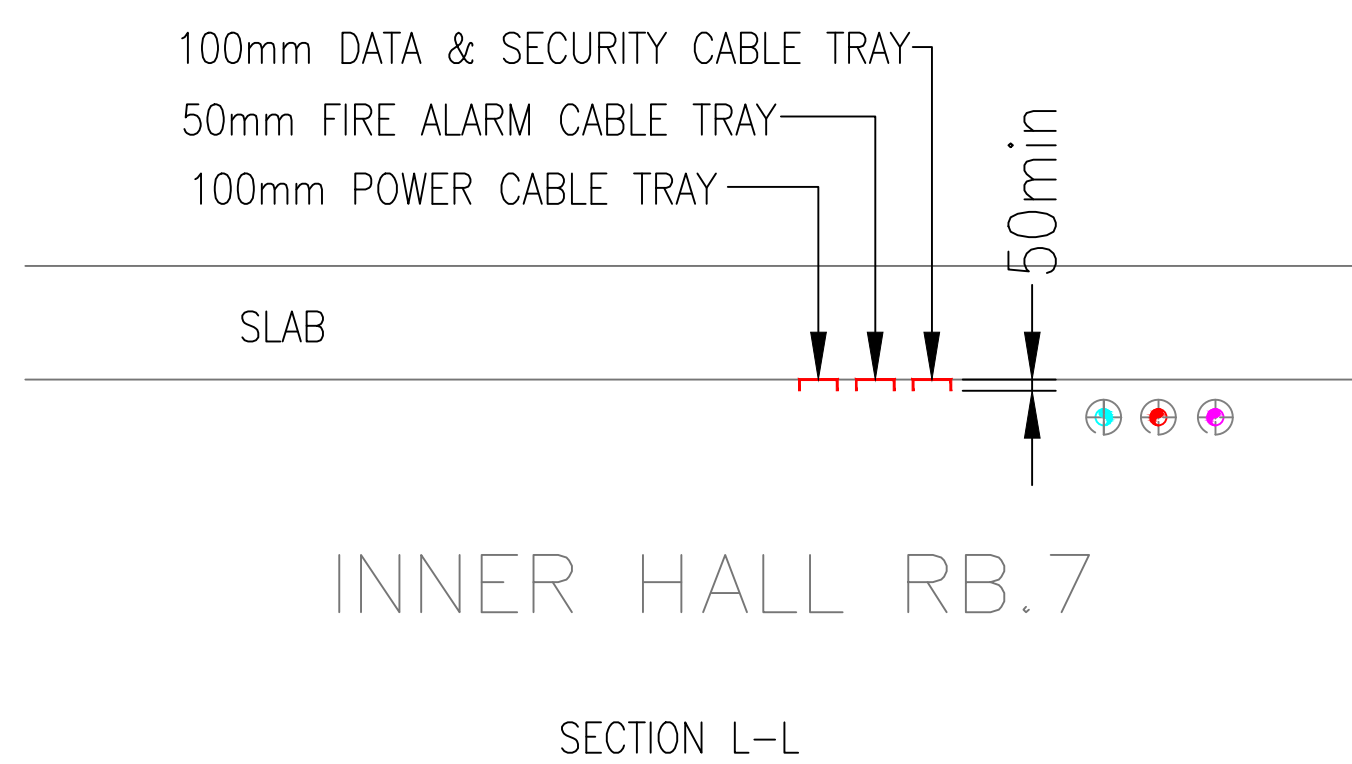 100mm DATA & SECURITY CABLE TRAY
50mm FIRE ALARM CABLE TRAY
100mm POWER CABLE TRAY
50min
SLAB
INNER HALL RB.7
SECTION L-L